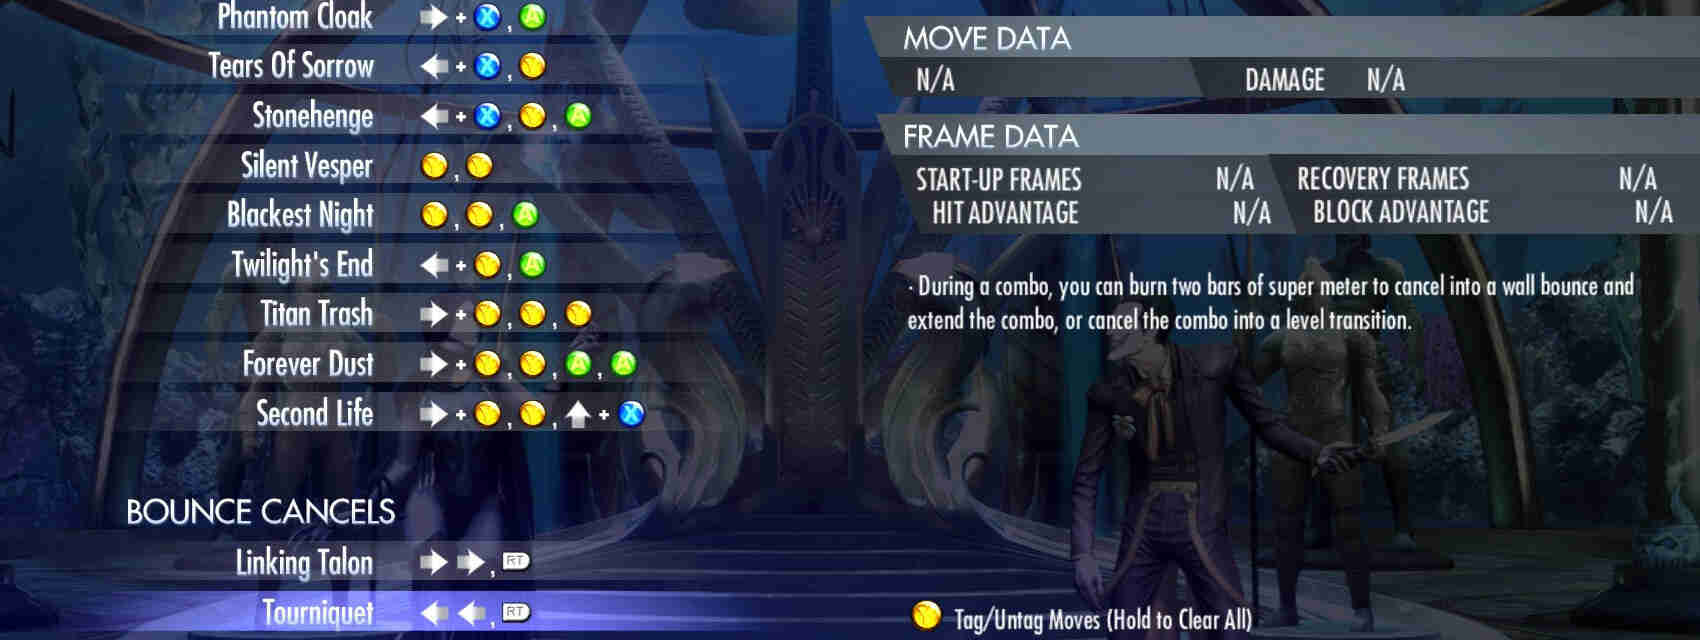 Phantom Cloak + X, A
Tears Of Sorrow + X, Y
Stonehenge + X, Y, A
Silent Vesper Y, Y
Blackest Night Y, Y, A
Twilight's End + Y, A
Titan Trash + Y, Y, Y
Forever Dust + Y, Y, A, A
Second Life + Y, Y, + X
BOUNCE CANCELS
Linking Talon , RT
Tourniquet , RT
MOVE DATA
N/A DAMAGE N/A
FRAME DATA
START-UP FRAMES N/A RECOVERY FRAMES N/A
HIT ADVANTAGE N/A BLOCK ADVANTAGE N/A
· During a combo, you can burn two bars of super meter to cancel into a wall bounce and
extend the combo, or cancel the combo into a level transition.
Y Tag/Untag Moves (Hold to Clear All)